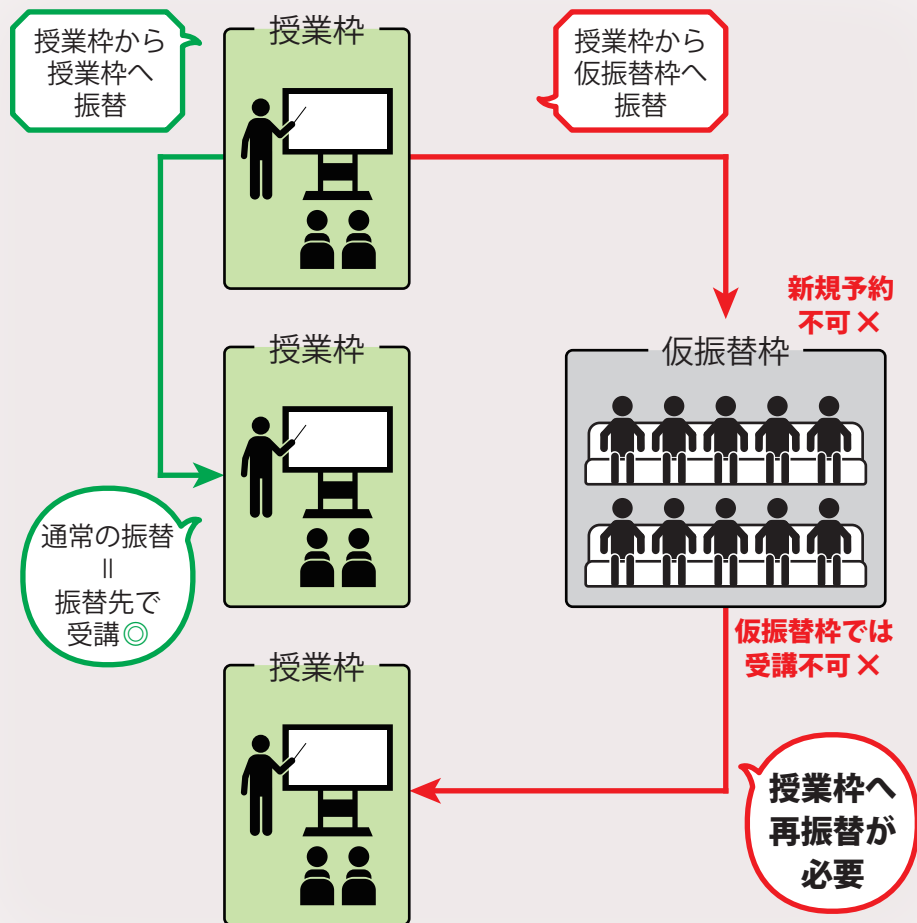 授業枠から
授業枠へ
振替
授業枠
授業枠から
仮振替枠へ
振替
新規予約
不可×
授業枠
仮振替枠
通常の振替
=
振替先で
受講◎
仮振替枠では
受講不可×
授業枠
授業枠へ
再振替が
必要